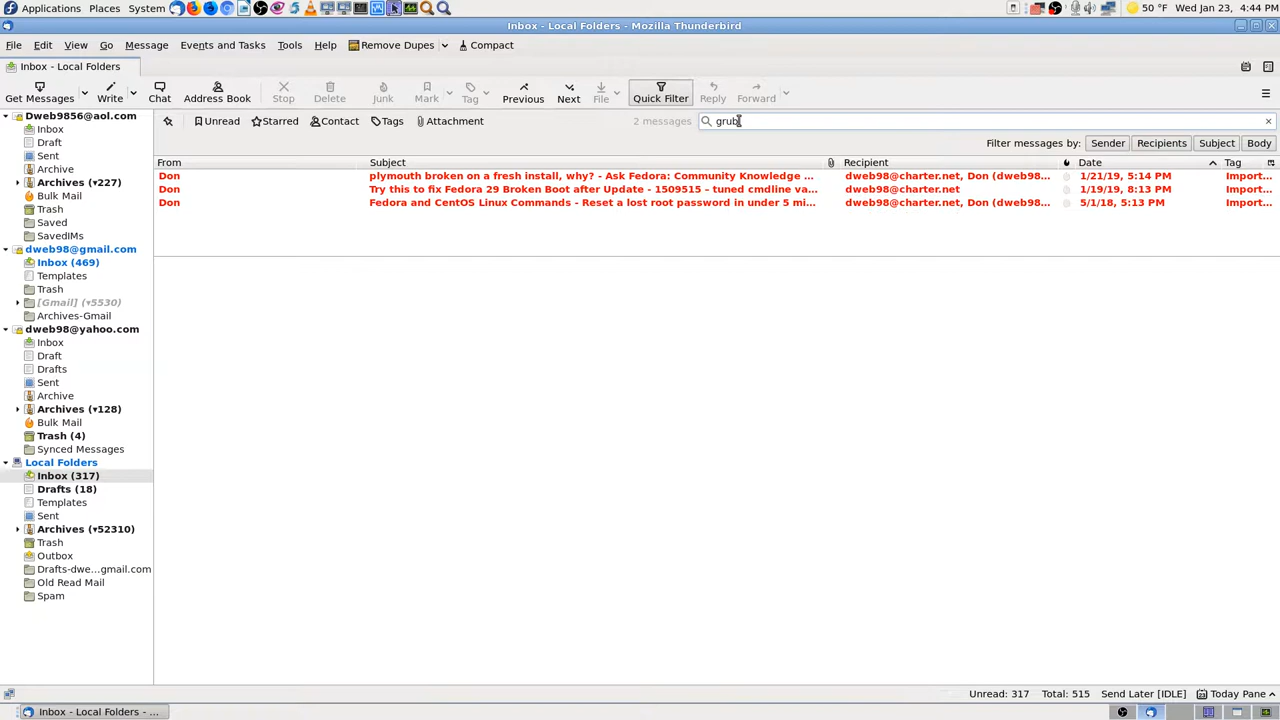 Applications Places System 50 °F Wed Jan 23, 4:44 PM
Inbox - Local Folders - Mozilla Thunderbird
File Edit View Go Message Events and Tasks Tools Help Remove Dupes Compact
Inbox - Local Folders
Get Messages Write Chat Address Book Stop Delete Junk Mark Tag Previous Next File Quick Filter Reply Forward
Unread Starred Contact Tags Attachment 2 messages grub
Filter messages by: Sender Recipients Subject Body
From Subject Recipient Date Tag
Don plymouth broken on a fresh install, why? - Ask Fedora: Community Knowledge ... dweb98@charter.net, Don (dweb98... 1/21/19, 5:14 PM Import...
Don Try this to fix Fedora 29 Broken Boot after Update - 1509515 – tuned cmdline va... dweb98@charter.net 1/19/19, 8:13 PM Import...
Don Fedora and CentOS Linux Commands - Reset a lost root password in under 5 mi... dweb98@charter.net, Don (dweb98... 5/1/18, 5:13 PM Import...
Dweb9856@aol.com
Inbox
Draft
Sent
Archive
Archives (▾227)
Bulk Mail
Trash
Saved
SavedIMs
dweb98@gmail.com
Inbox (469)
Templates
Trash
[Gmail] (▾5530)
Archives-Gmail
dweb98@yahoo.com
Inbox
Draft
Drafts
Sent
Archive
Archives (▾128)
Bulk Mail
Trash (4)
Synced Messages
Local Folders
Inbox (317)
Drafts (18)
Templates
Sent
Archives (▾52310)
Trash
Outbox
Drafts-dwe...gmail.com
Old Read Mail
Spam
Unread: 317 Total: 515 Send Later [IDLE] Today Pane
Inbox - Local Folders - ...